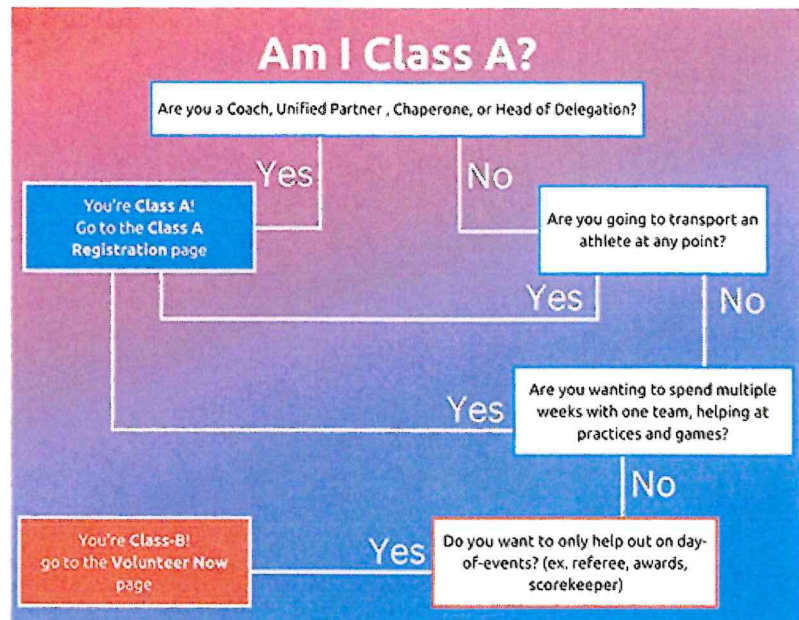 Am I Class A?
Are you a Coach, Unified Partner , Chaperone, or Head of Delegation?
Yes
No
You're Class A!
Go to the Class A
Registration page
Are you going to transport an
athlete at any point?
Yes
No
Are you wanting to spend multiple
weeks with one team, helping at
practices and games?
Yes
No
Do you want to only help out on day-
of-events? (ex. referee, awards,
scorekeeper)
Yes
You're Class-B!
go to the Volunteer Now
page